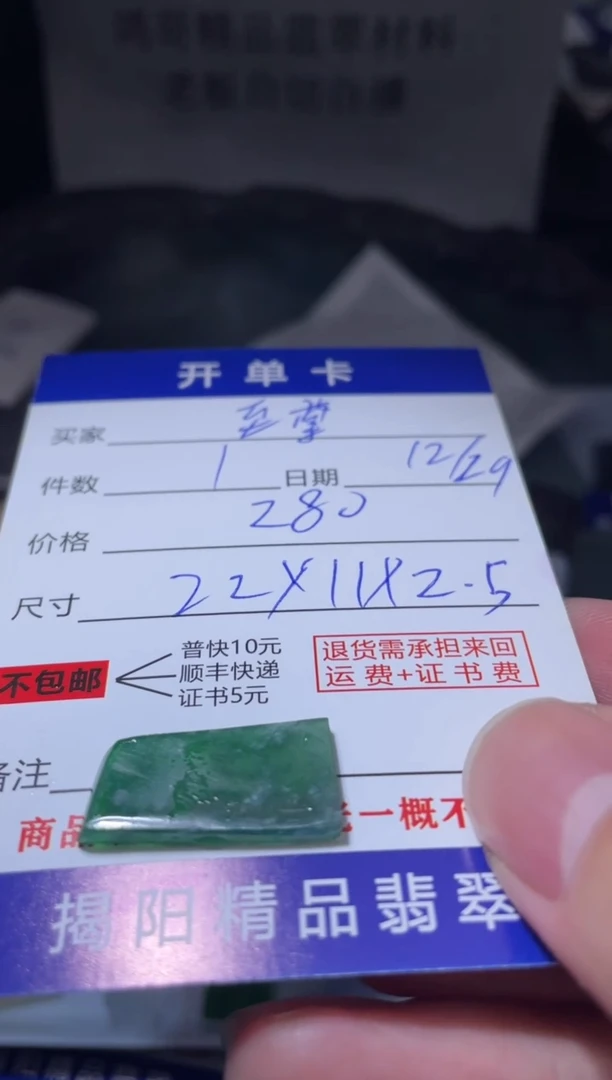 开单卡
买家
件数 1 日期 12/29
价格 280
尺寸 22X11X2.5
不包邮
普快10元
顺丰快递
证书5元
退货需承担来回
运费+证书费
备注
商品 一概不
揭阳精品翡翠